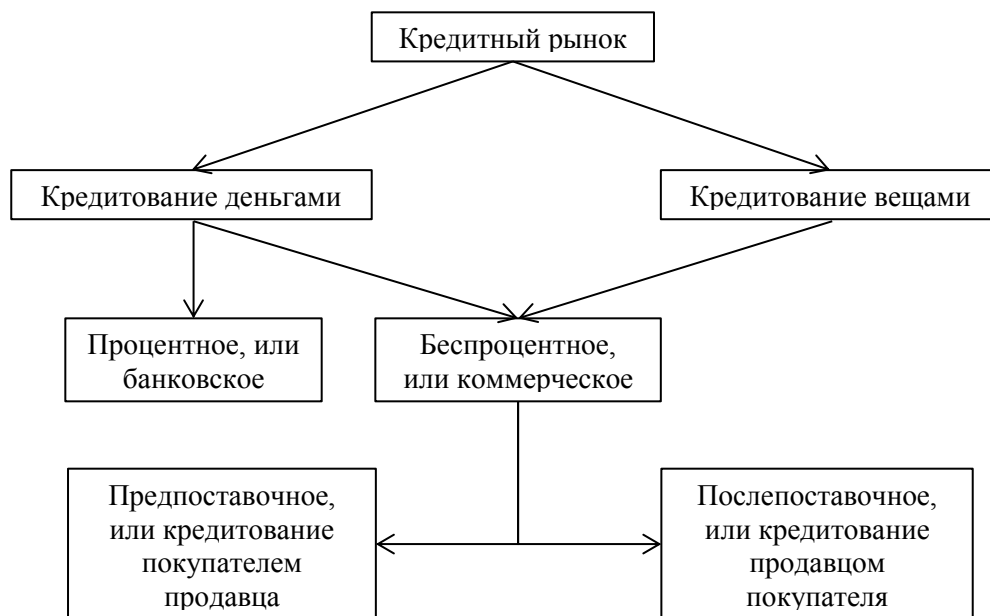 Кредитный рынок
Кредитование деньгами
Кредитование вещами
Процентное, или
банковское
Беспроцентное,
или коммерческое
Предпоставочное,
или кредитование
покупателем
продавца
Послепоставочное,
или кредитование
продавцом
покупателя